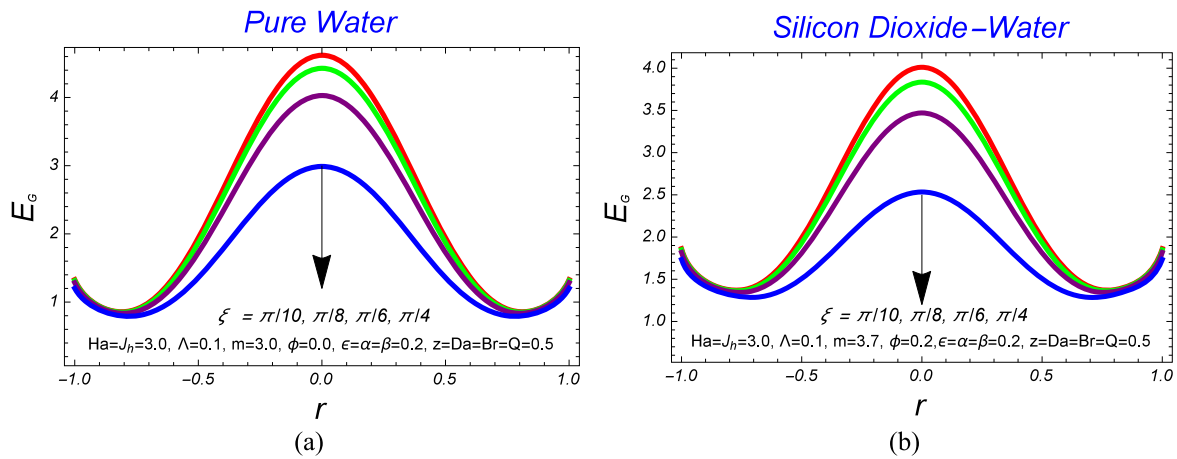 Pure Water
E_G
4
3
2
1
ξ = π/10, π/8, π/6, π/4
Ha=J_h=3.0, Λ=0.1, m=3.0, ϕ=0.0, ϵ=α=β=0.2, z=Da=Br=Q=0.5
−1.0 −0.5 0.0 0.5 1.0
r
(a)
Silicon Dioxide−Water
E_G
4.0
3.5
3.0
2.5
2.0
1.5
1.0
ξ = π/10, π/8, π/6, π/4
Ha=J_h=3.0, Λ=0.1, m=3.7, ϕ=0.2,ϵ=α=β=0.2, z=Da=Br=Q=0.5
−1.0 −0.5 0.0 0.5 1.0
r
(b)